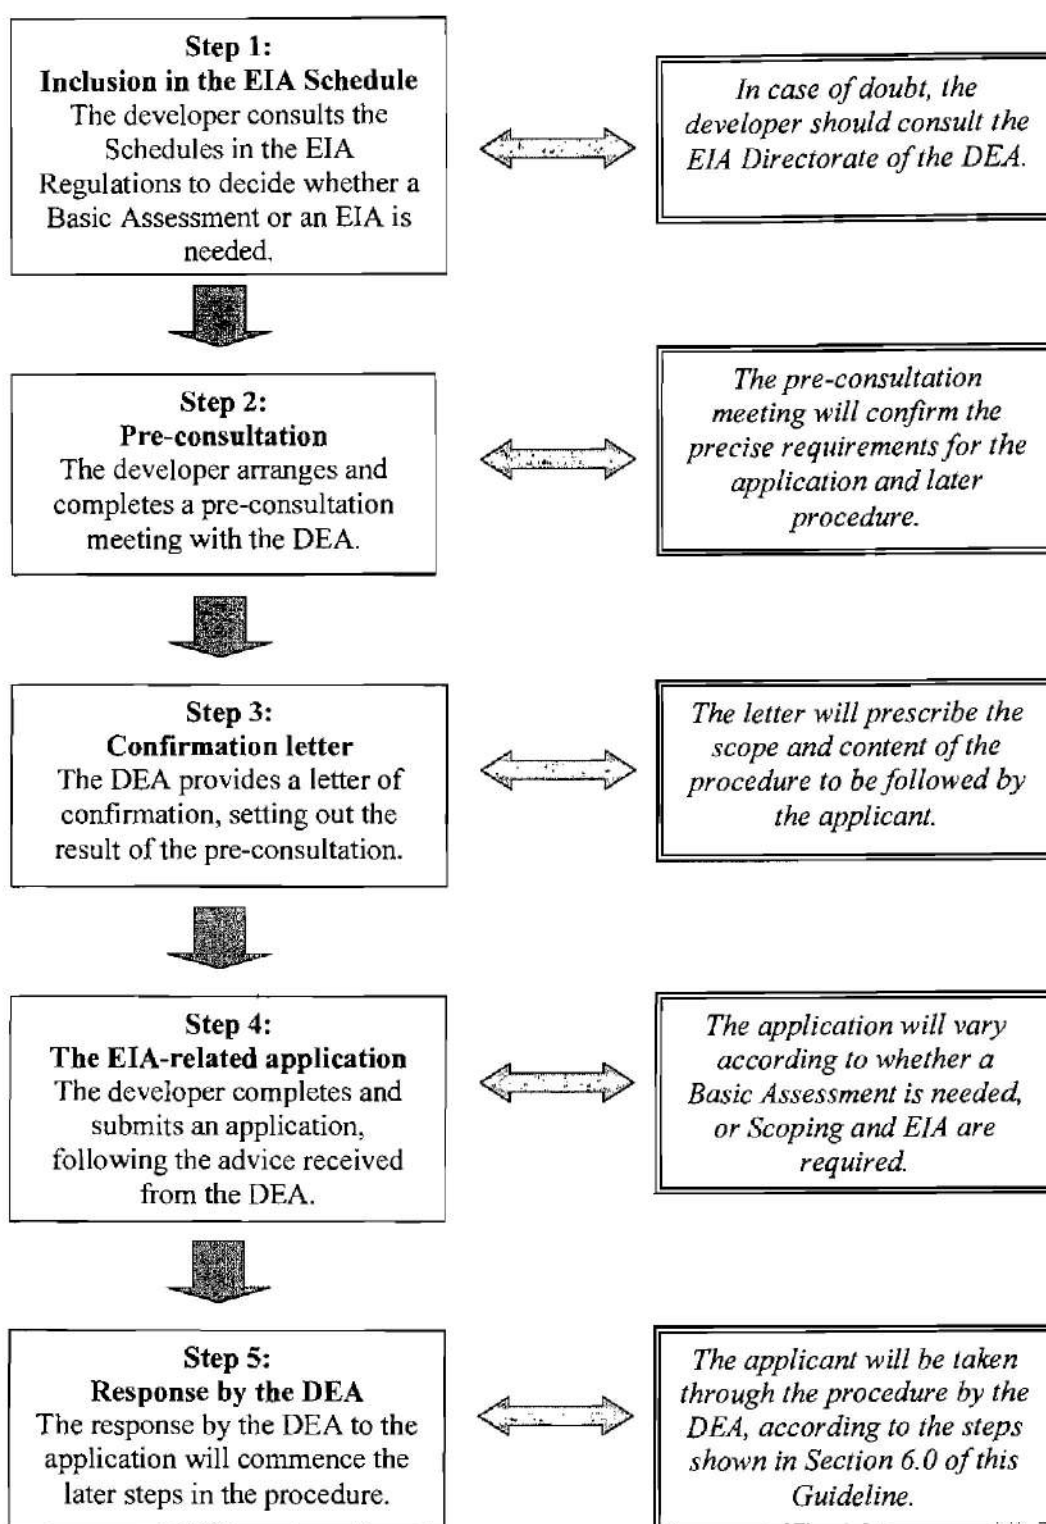 Step 1:
Inclusion in the EIA Schedule
The developer consults the
Schedules in the EIA
Regulations to decide whether a
Basic Assessment or an EIA is
needed.
In case of doubt, the
developer should consult the
EIA Directorate of the DEA.
Step 2:
Pre-consultation
The developer arranges and
completes a pre-consultation
meeting with the DEA.
The pre-consultation
meeting will confirm the
precise requirements for the
application and later
procedure.
Step 3:
Confirmation letter
The DEA provides a letter of
confirmation, setting out the
result of the pre-consultation.
The letter will prescribe the
scope and content of the
procedure to be followed by
the applicant.
Step 4:
The EIA-related application
The developer completes and
submits an application,
following the advice received
from the DEA.
The application will vary
according to whether a
Basic Assessment is needed,
or Scoping and EIA are
required.
Step 5:
Response by the DEA
The response by the DEA to the
application will commence the
later steps in the procedure.
The applicant will be taken
through the procedure by the
DEA, according to the steps
shown in Section 6.0 of this
Guideline.